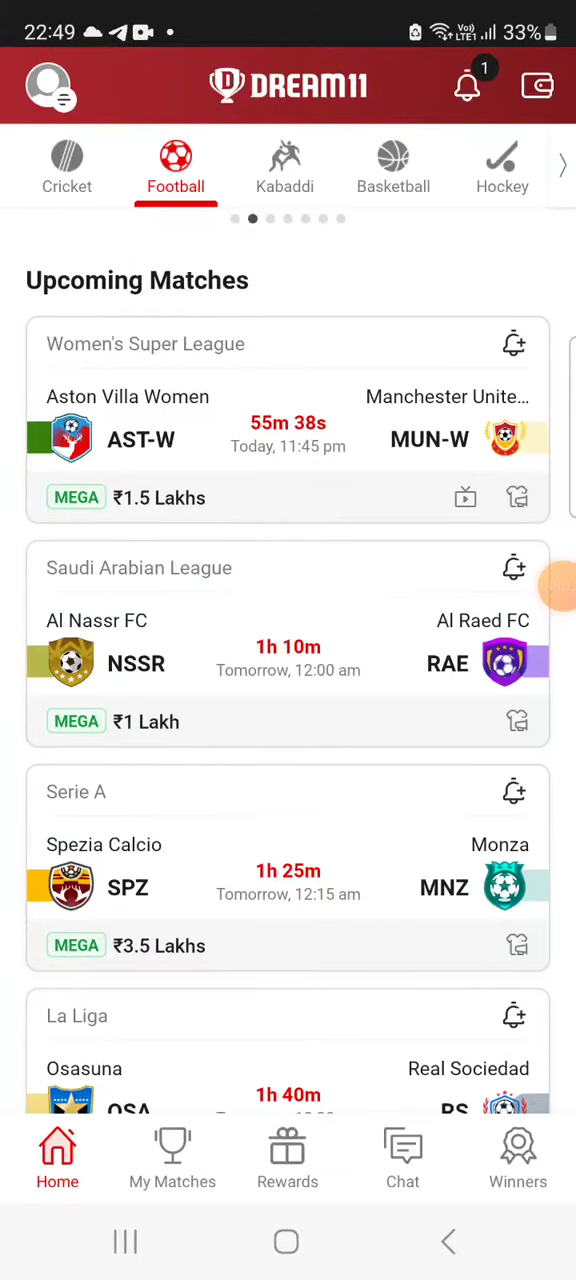 22:49
Vo))
LTE1
33%
1
DREAM11
Cricket
Football
Kabaddi
Basketball
Hockey
Upcoming Matches
Women's Super League
Aston Villa Women
Manchester Unite...
55m 38s
AST-W
Today, 11:45 pm
MUN-W
MEGA ₹1.5 Lakhs
Saudi Arabian League
Al Nassr FC
Al Raed FC
1h 10m
NSSR
Tomorrow, 12:00 am
RAE
MEGA ₹1 Lakh
Serie A
Spezia Calcio
Monza
1h 25m
SPZ
Tomorrow, 12:15 am
MNZ
MEGA ₹3.5 Lakhs
La Liga
Osasuna
Real Sociedad
1h 40m
OSA
RS
Home
My Matches
Rewards
Chat
Winners